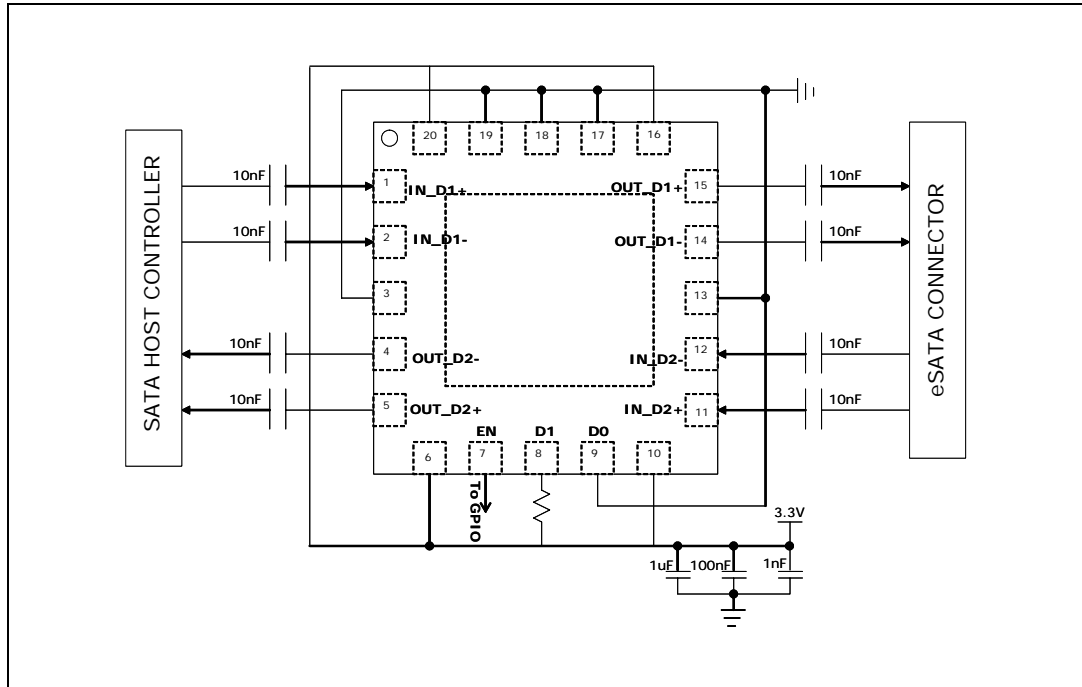 20
19
18
17
16
SATA HOST CONTROLLER
10nF
1
IN_D1+
OUT_D1+
15
10nF
10nF
2
IN_D1-
OUT_D1-
14
10nF
3
13
10nF
4
OUT_D2-
IN_D2-
12
10nF
10nF
5
OUT_D2+
IN_D2+
11
10nF
eSATA CONNECTOR
EN
D1
D0
6
7
8
9
10
To GPIO
3.3V
1uF
100nF
1nF